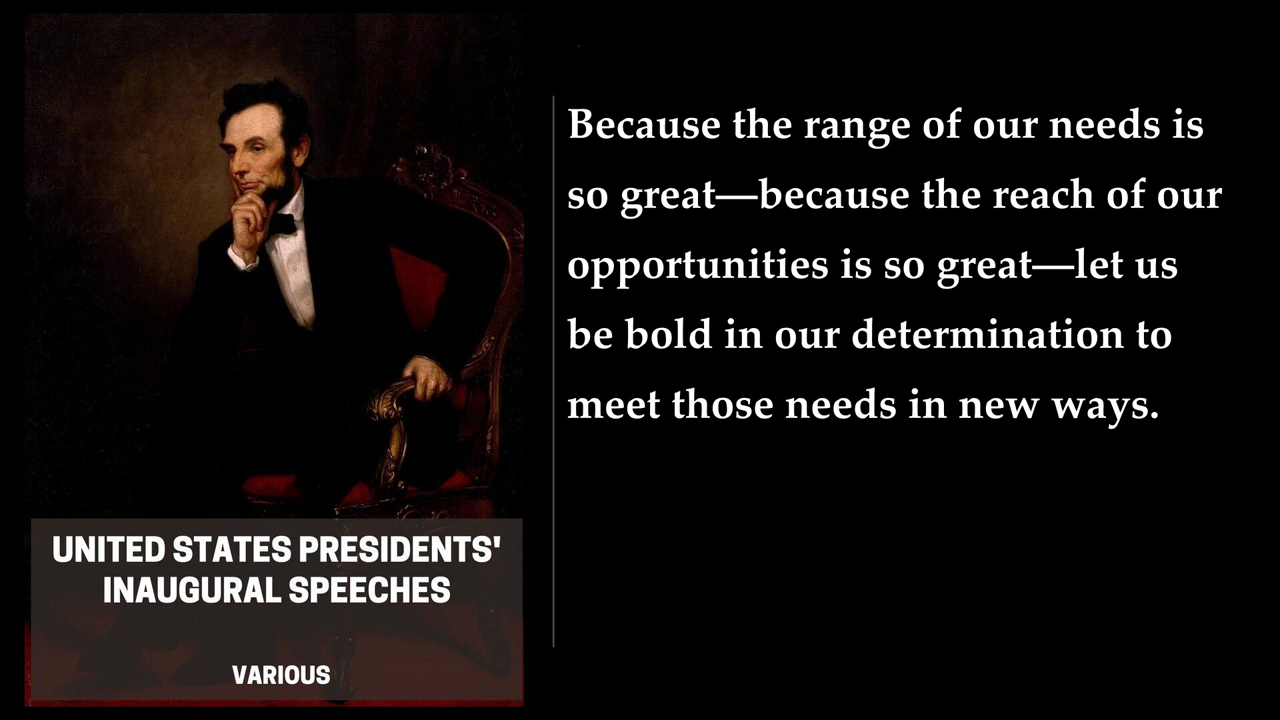 Because the range of our needs is
so great—because the reach of our
opportunities is so great—let us
be bold in our determination to
meet those needs in new ways.
UNITED STATES PRESIDENTS'
INAUGURAL SPEECHES
VARIOUS